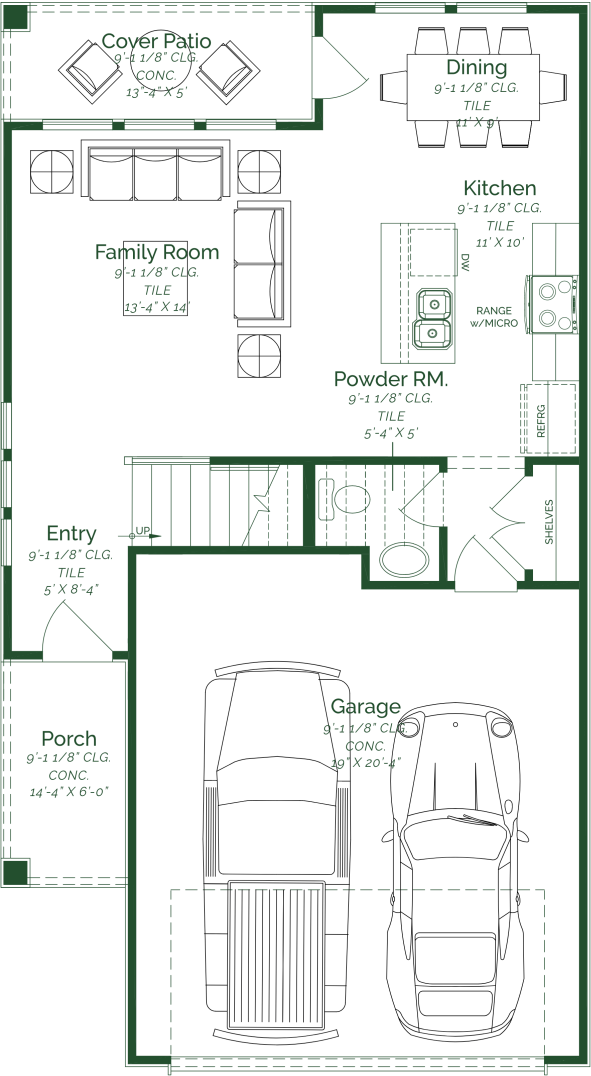 Cover Patio
9'-1 1/8" CLG.
CONC.
13"-4" X 5'
Dining
9'-1 1/8" CLG.
TILE
11' X 9'
Kitchen
9'-1 1/8" CLG.
TILE
11' X 10'
Family Room
9'-1 1/8" CLG.
TILE
13'-4" X 14'
DW
RANGE
w/MICRO
Powder RM.
9'-1 1/8" CLG.
TILE
5'-4" X 5'
REFRG
SHELVES
UP
Entry
9'-1 1/8" CLG.
TILE
5' X 8'-4"
Garage
9'-1 1/8" CLG.
CONC.
19" X 20'-4"
Porch
9'-1 1/8" CLG.
CONC.
14'-4" X 6'-0"